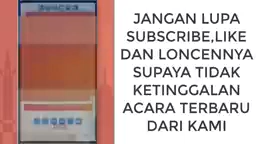 JANGAN LUPA
SUBSCRIBE,LIKE
DAN LONCENNYA
SUPAYA TIDAK
KETINGGALAN
ACARA TERBARU
DARI KAMI